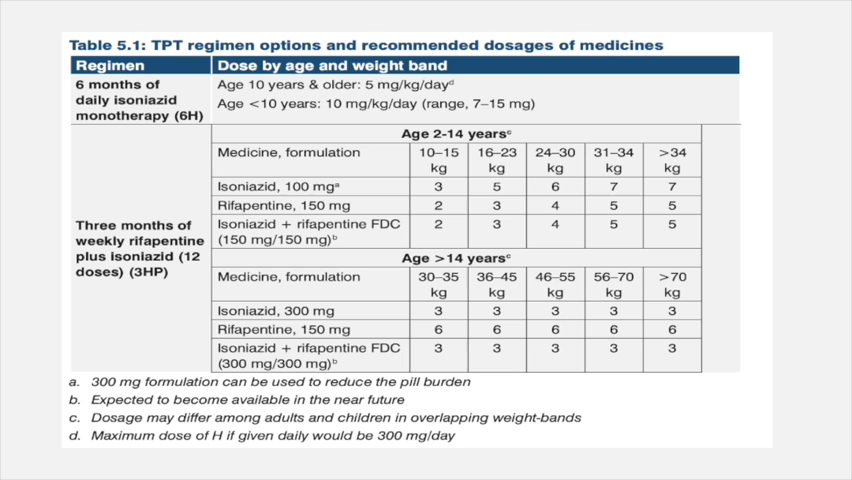 Table 5.1: TPT regimen options and recommended dosages of medicines
Regimen Dose by age and weight band
6 months of daily isoniazid monotherapy (6H)
Age 10 years & older: 5 mg/kg/dayᵈ
Age <10 years: 10 mg/kg/day (range, 7–15 mg)
Three months of weekly rifapentine plus isoniazid (12 doses) (3HP)
Age 2-14 yearsᶜ
Medicine, formulation 10–15 kg 16–23 kg 24–30 kg 31–34 kg >34 kg
Isoniazid, 100 mgᵃ 3 5 6 7 7
Rifapentine, 150 mg 2 3 4 5 5
Isoniazid + rifapentine FDC (150 mg/150 mg)ᵇ 2 3 4 5 5
Age >14 yearsᶜ
Medicine, formulation 30–35 kg 36–45 kg 46–55 kg 56–70 kg >70 kg
Isoniazid, 300 mg 3 3 3 3 3
Rifapentine, 150 mg 6 6 6 6 6
Isoniazid + rifapentine FDC (300 mg/300 mg)ᵇ 3 3 3 3 3
a. 300 mg formulation can be used to reduce the pill burden
b. Expected to become available in the near future
c. Dosage may differ among adults and children in overlapping weight-bands
d. Maximum dose of H if given daily would be 300 mg/day